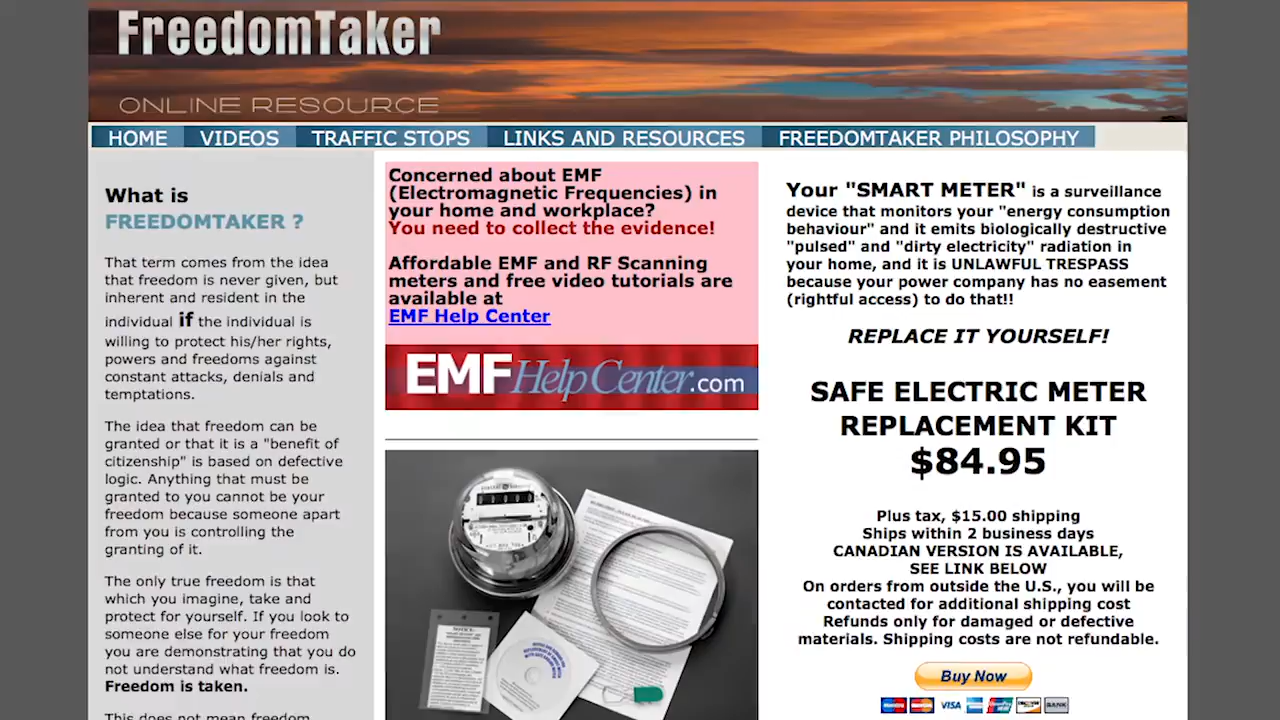 FreedomTaker
ONLINE RESOURCE
HOME
VIDEOS
TRAFFIC STOPS
LINKS AND RESOURCES
FREEDOMTAKER PHILOSOPHY
What is
FREEDOMTAKER ?
That term comes from the idea
that freedom is never given, but
inherent and resident in the
individual if the individual is
willing to protect his/her rights,
powers and freedoms against
constant attacks, denials and
temptations.
The idea that freedom can be
granted or that it is a "benefit of
citizenship" is based on defective
logic. Anything that must be
granted to you cannot be your
freedom because someone apart
from you is controlling the
granting of it.
The only true freedom is that
which you imagine, take and
protect for yourself. If you look to
someone else for your freedom
you are demonstrating that you do
not understand what freedom is.
Freedom is taken.
This does not mean freedom
Concerned about EMF
(Electromagnetic Frequencies) in
your home and workplace?
You need to collect the evidence!
Affordable EMF and RF Scanning
meters and free video tutorials are
available at
EMF Help Center
EMFHelpCenter.com
NOTICE:
Your "SMART METER" is a surveillance
device that monitors your "energy consumption
behaviour" and it emits biologically destructive
"pulsed" and "dirty electricity" radiation in
your home, and it is UNLAWFUL TRESPASS
because your power company has no easement
(rightful access) to do that!!
REPLACE IT YOURSELF!
SAFE ELECTRIC METER
REPLACEMENT KIT
$84.95
Plus tax, $15.00 shipping
Ships within 2 business days
CANADIAN VERSION IS AVAILABLE,
SEE LINK BELOW
On orders from outside the U.S., you will be
contacted for additional shipping cost
Refunds only for damaged or defective
materials. Shipping costs are not refundable.
Buy Now
VISA
BANK